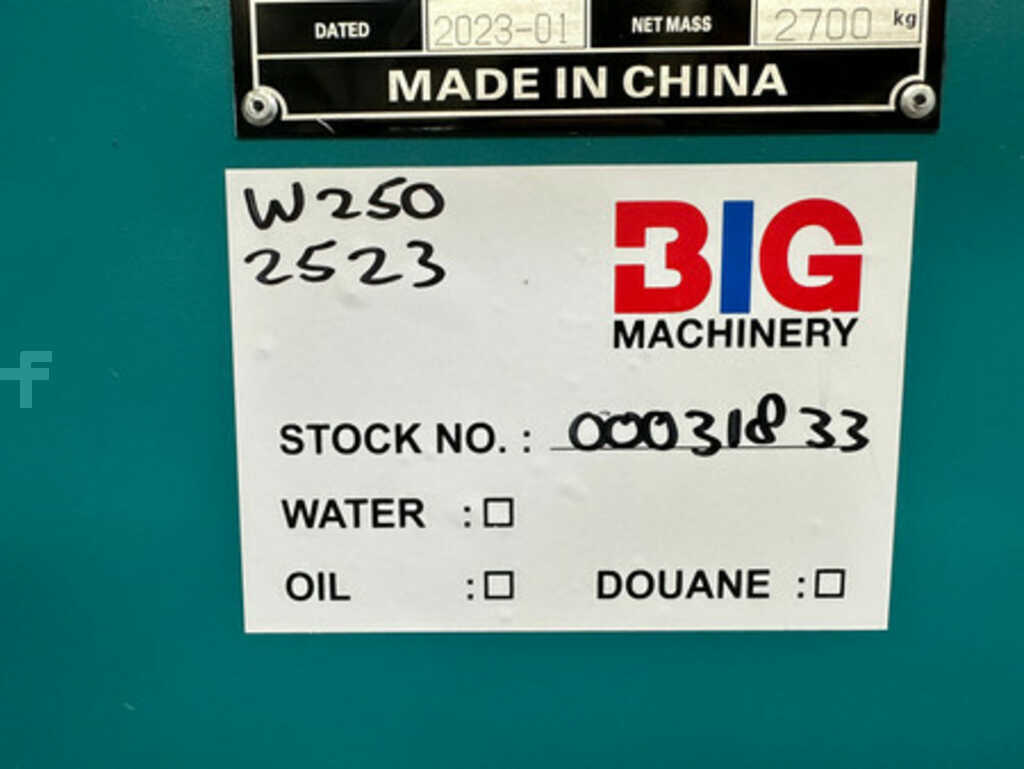 DATED 2023-01 NET MASS 2700 kg
MADE IN CHINA
W250
2523
BIG
MACHINERY
STOCK NO. : 00031833
WATER : □
OIL : □ DOUANE : □
f